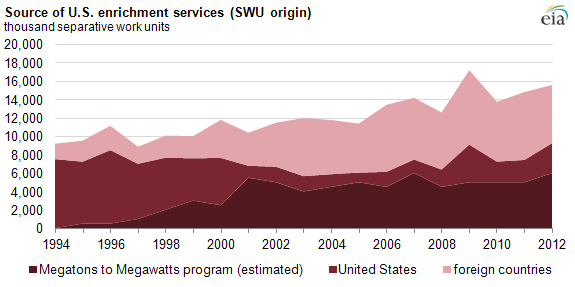 Source of U.S. enrichment services (SWU origin)
thousand separative work units
eia
20,000
18,000
16,000
14,000
12,000
10,000
8,000
6,000
4,000
2,000
0
1994 1996 1998 2000 2002 2004 2006 2008 2010 2012
Megatons to Megawatts program (estimated) United States foreign countries